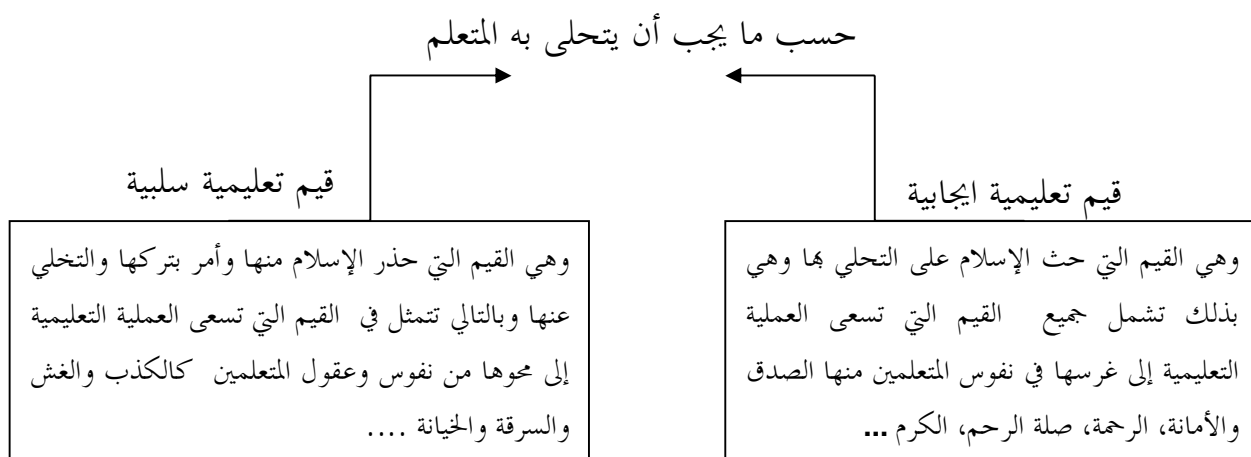 حسب ما يجب أن يتحلى به المتعلم
قيم تعليمية ايجابية
وهي القيم التي حث الإسلام على التحلي بها وهي
بذلك تشمل جميع القيم التي تسعى العملية
التعليمية إلى غرسها في نفوس المتعلمين منها الصدق
والأمانة، الرحمة، صلة الرحم، الكرم ...
قيم تعليمية سلبية
وهي القيم التي حذر الإسلام منها وأمر بتركها والتخلي
عنها وبالتالي تتمثل في القيم التي تسعى العملية التعليمية
إلى محوها من نفوس وعقول المتعلمين كالكذب والغش
والسرقة والخيانة ....